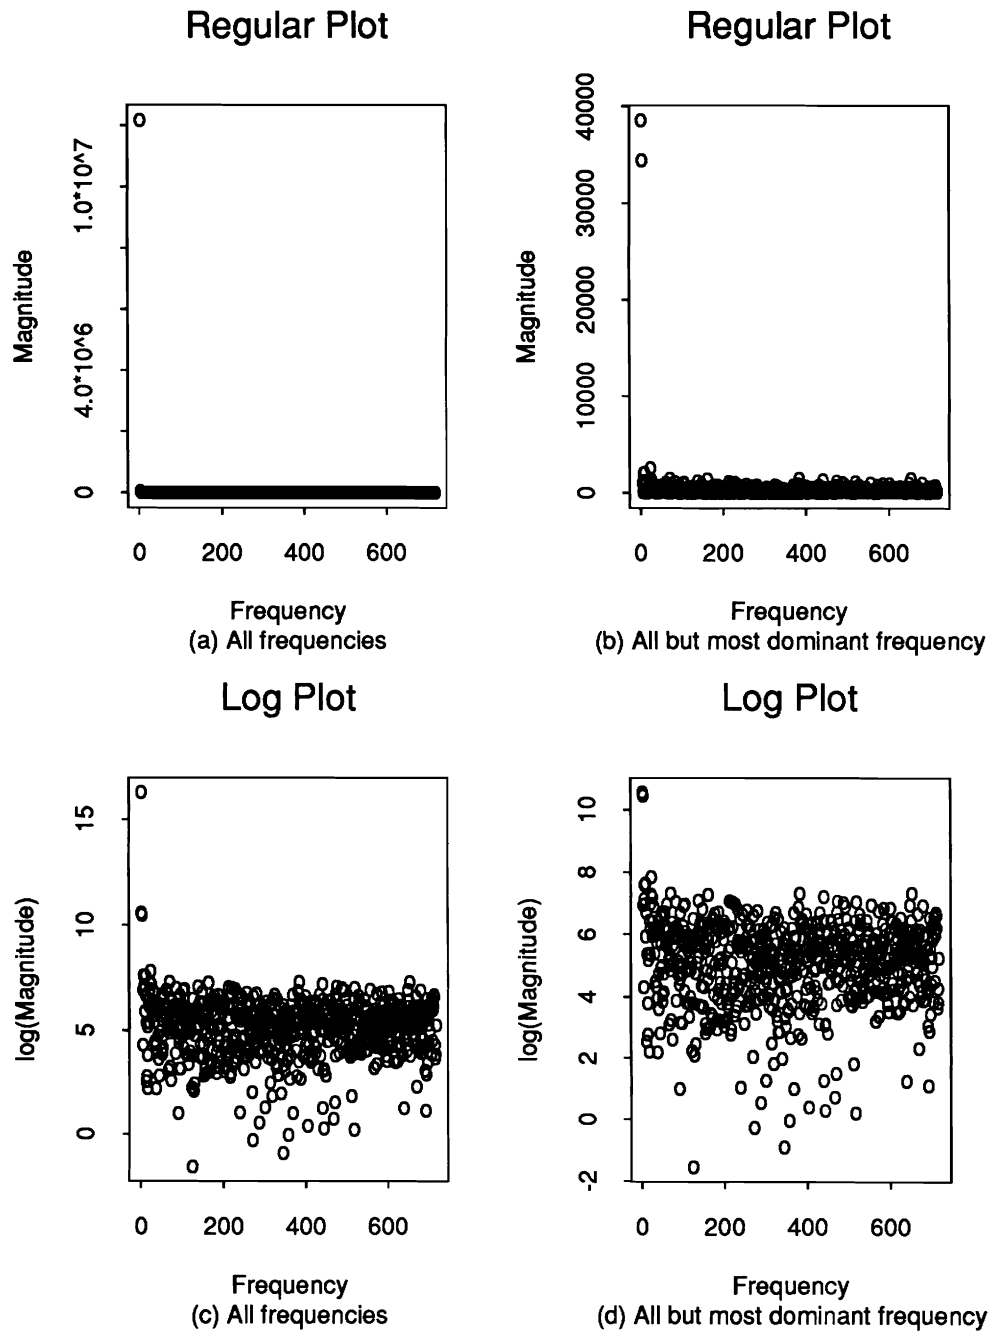 Regular Plot
Magnitude
1.0*10^7
4.0*10^6
0
0 200 400 600
Frequency
(a) All frequencies
Regular Plot
Magnitude
40000
30000
20000
10000
0
0 200 400 600
Frequency
(b) All but most dominant frequency
Log Plot
log(Magnitude)
15
10
5
0
0 200 400 600
Frequency
(c) All frequencies
Log Plot
log(Magnitude)
10
8
6
4
2
0
-2
0 200 400 600
Frequency
(d) All but most dominant frequency